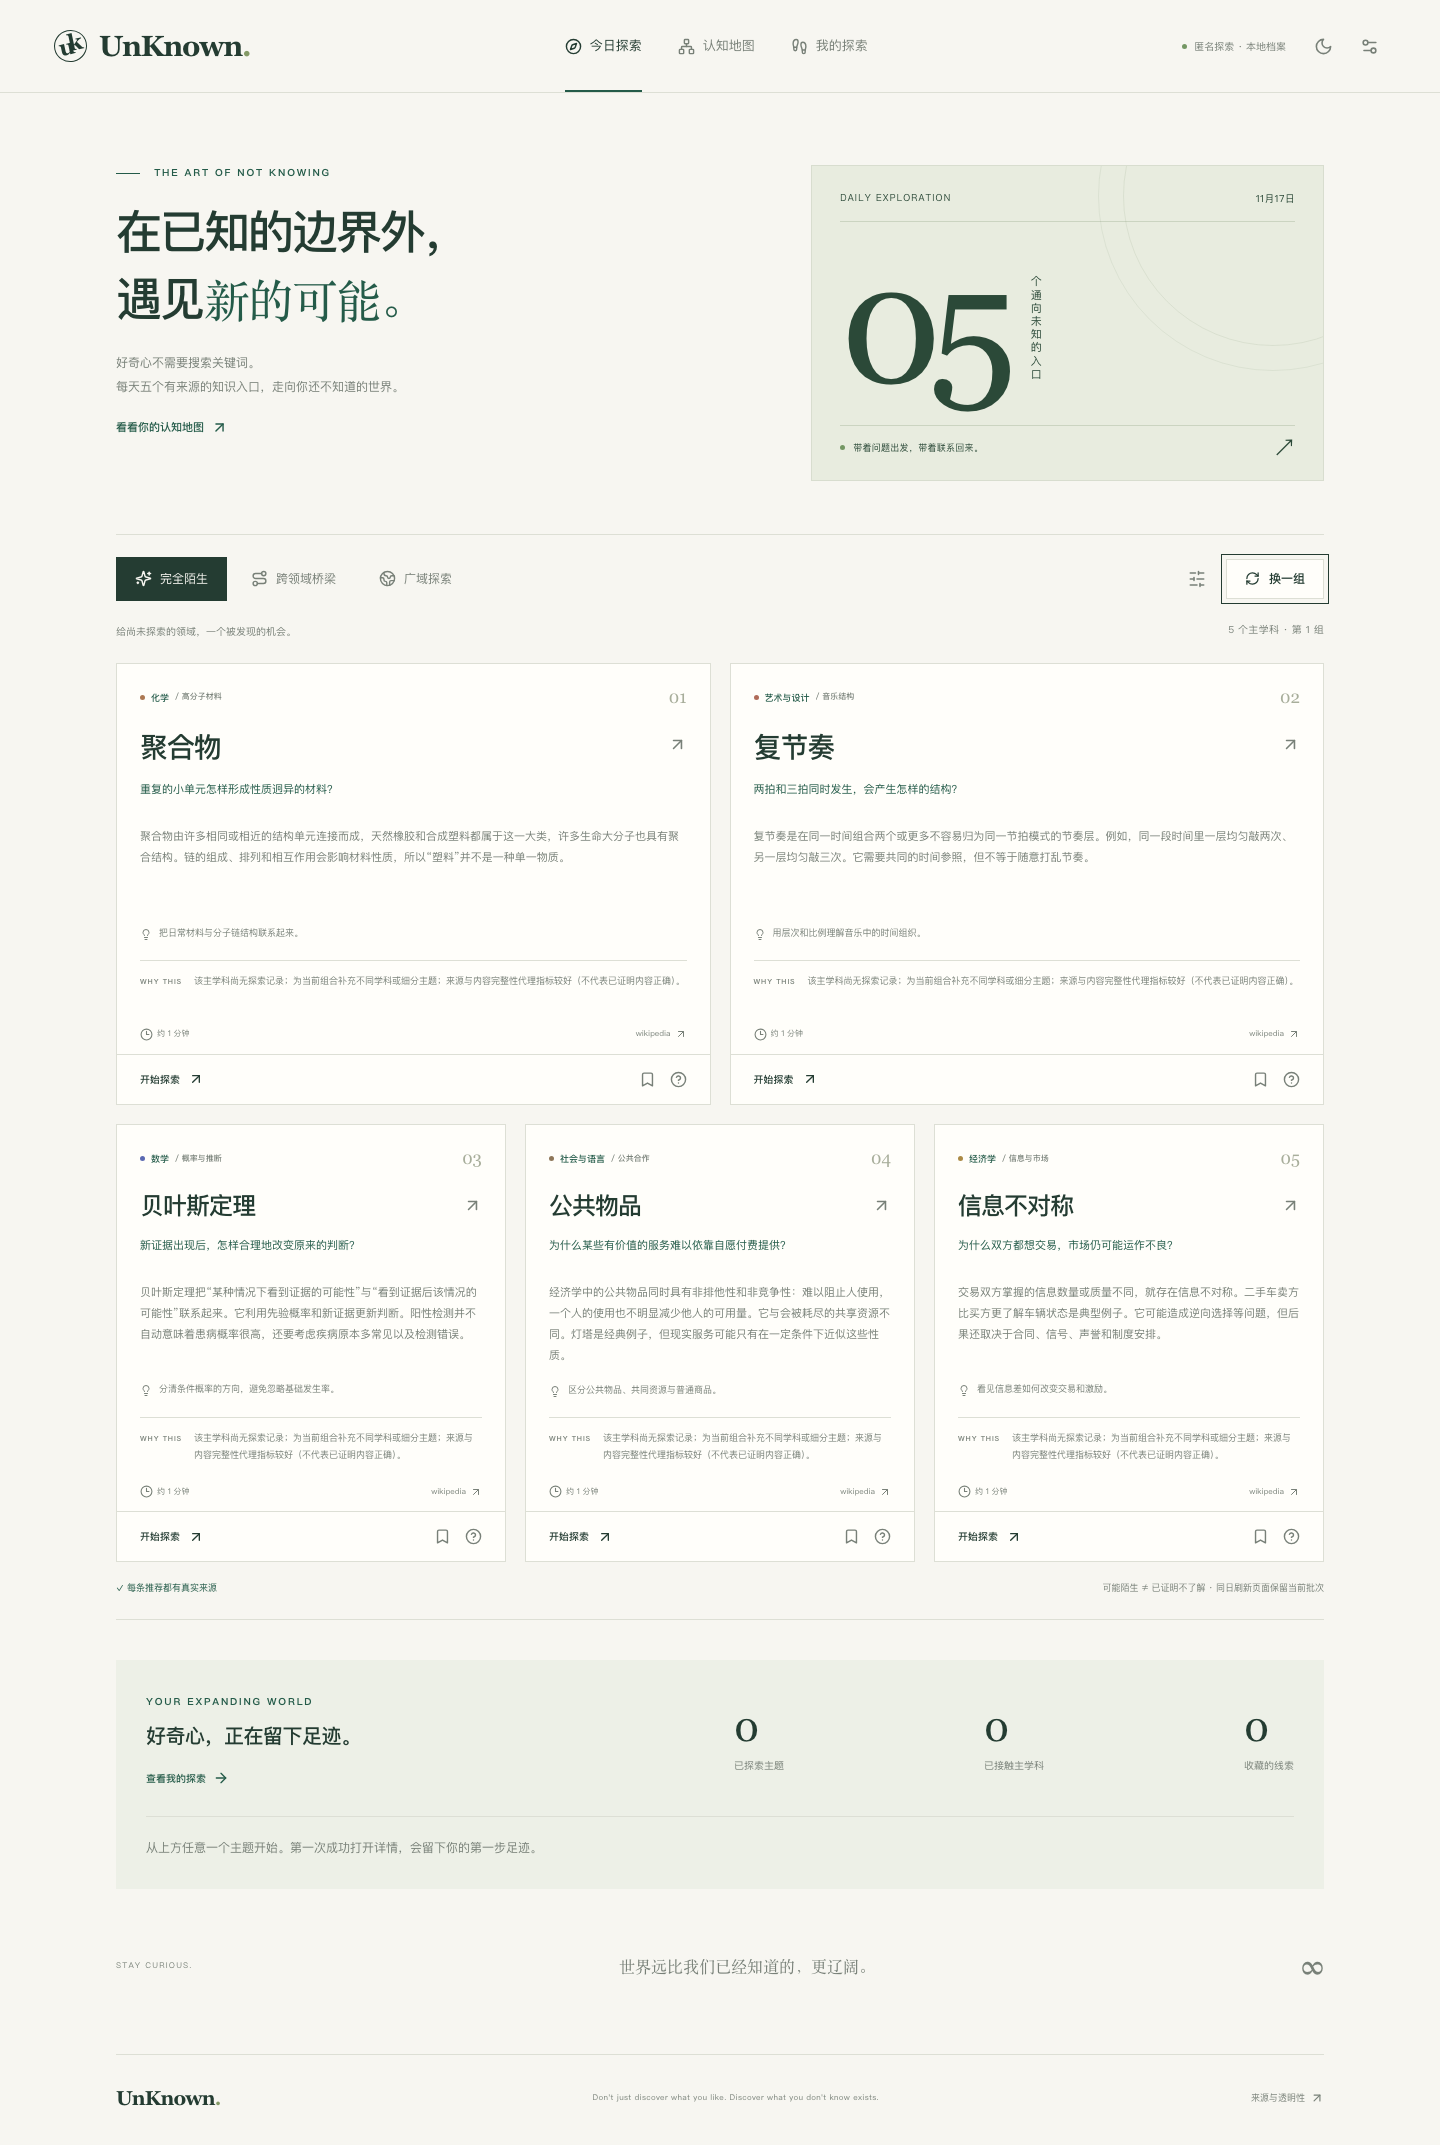 uk UnKnown.
今日探索
认知地图
我的探索
匿名探索 · 本地档案
THE ART OF NOT KNOWING
在已知的边界外，
遇见新的可能。
好奇心不需要搜索关键词。
每天五个有来源的知识入口，走向你还不知道的世界。
看看你的认知地图
DAILY EXPLORATION
11月17日
05
个通向未知的入口
带着问题出发，带着联系回来。
完全陌生
跨领域桥梁
广域探索
换一组
给尚未探索的领域，一个被发现的机会。
5 个主学科 · 第 1 组
化学 / 高分子材料
01
聚合物
重复的小单元怎样形成性质迥异的材料？
聚合物由许多相同或相近的结构单元连接而成，天然橡胶和合成塑料都属于这一大类，许多生命大分子也具有聚
合结构。链的组成、排列和相互作用会影响材料性质，所以“塑料”并不是一种单一物质。
把日常材料与分子链结构联系起来。
WHY THIS 该主学科尚无探索记录；为当前组合补充不同学科或细分主题；来源与内容完整性代理指标较好（不代表已证明内容正确）。
约 1 分钟
wikipedia
开始探索
艺术与设计 / 音乐结构
02
复节奏
两拍和三拍同时发生，会产生怎样的结构？
复节奏是在同一时间组合两个或更多不容易归为同一节拍模式的节奏层。例如，同一段时间里一层均匀敲两次、
另一层均匀敲三次。它需要共同的时间参照，但不等于随意打乱节奏。
用层次和比例理解音乐中的时间组织。
WHY THIS 该主学科尚无探索记录；为当前组合补充不同学科或细分主题；来源与内容完整性代理指标较好（不代表已证明内容正确）。
约 1 分钟
wikipedia
开始探索
数学 / 概率与推断
03
贝叶斯定理
新证据出现后，怎样合理地改变原来的判断？
贝叶斯定理把“某种情况下看到证据的可能性”与“看到证据后该情况的
可能性”联系起来。它利用先验概率和新证据更新判断。阳性检测并不
自动意味着患病概率很高，还要考虑疾病原本多常见以及检测错误。
分清条件概率的方向，避免忽略基础发生率。
WHY THIS 该主学科尚无探索记录；为当前组合补充不同学科或细分主题；来源与
内容完整性代理指标较好（不代表已证明内容正确）。
约 1 分钟
wikipedia
开始探索
社会与语言 / 公共合作
04
公共物品
为什么某些有价值的服务难以依靠自愿付费提供？
经济学中的公共物品同时具有非排他性和非竞争性：难以阻止人使用，
一个人的使用也不明显减少他人的可用量。它与会被耗尽的共享资源不
同。灯塔是经典例子，但现实服务可能只有在一定条件下近似这些性
质。
区分公共物品、共同资源与普通商品。
WHY THIS 该主学科尚无探索记录；为当前组合补充不同学科或细分主题；来源与
内容完整性代理指标较好（不代表已证明内容正确）。
约 1 分钟
wikipedia
开始探索
经济学 / 信息与市场
05
信息不对称
为什么双方都想交易，市场仍可能运作不良？
交易双方掌握的信息数量或质量不同，就存在信息不对称。二手车卖方
比买方更了解车辆状态是典型例子。它可能造成逆向选择等问题，但后
果还取决于合同、信号、声誉和制度安排。
看见信息差如何改变交易和激励。
WHY THIS 该主学科尚无探索记录；为当前组合补充不同学科或细分主题；来源与
内容完整性代理指标较好（不代表已证明内容正确）。
约 1 分钟
wikipedia
开始探索
✓ 每条推荐都有真实来源
可能陌生 ≠ 已证明不了解 · 同日刷新页面保留当前批次
YOUR EXPANDING WORLD
好奇心，正在留下足迹。
查看我的探索
0
已探索主题
0
已接触主学科
0
收藏的线索
从上方任意一个主题开始。第一次成功打开详情，会留下你的第一步足迹。
STAY CURIOUS.
世界远比我们已经知道的，更辽阔。
∞
UnKnown.
Don't just discover what you like. Discover what you don't know exists.
来源与透明性